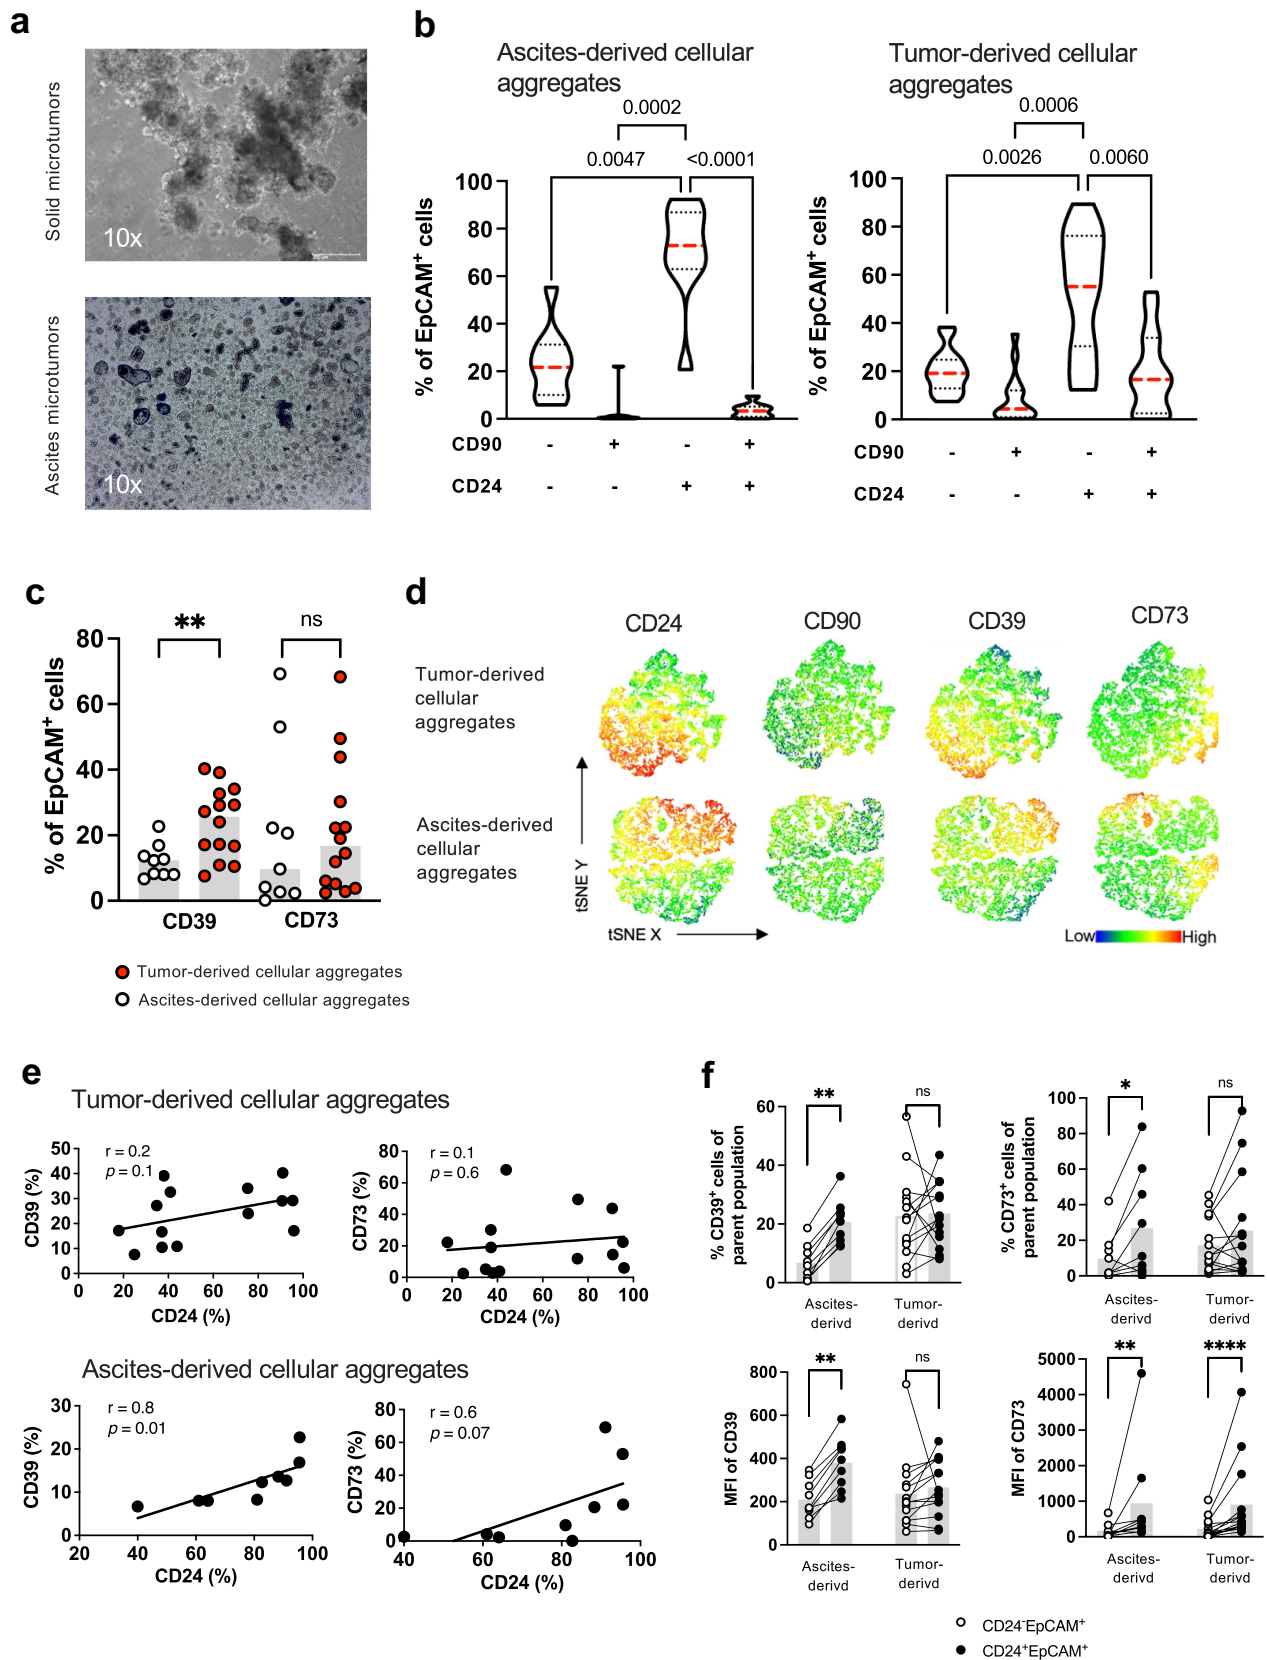 a
Solid microtumors
10x
Ascites microtumors
10x
b
Ascites-derived cellular
aggregates
0.0002
0.0047
<0.0001
% of EpCAM+ cells
100
80
60
40
20
0
CD90 - + - +
CD24 - - + +
Tumor-derived cellular
aggregates
0.0006
0.0026
0.0060
% of EpCAM+ cells
100
80
60
40
20
0
CD90 - + - +
CD24 - - + +
c
** ns
% of EpCAM+ cells
80
60
40
20
0
CD39 CD73
Tumor-derived cellular aggregates
Ascites-derived cellular aggregates
d
CD24 CD90 CD39 CD73
Tumor-derived
cellular
aggregates
Ascites-derived
cellular
aggregates
tSNE Y
tSNE X
Low High
e
Tumor-derived cellular aggregates
r = 0.2
p = 0.1
CD39 (%)
50
40
30
20
10
0
0 20 40 60 80 100
CD24 (%)
r = 0.1
p = 0.6
CD73 (%)
80
60
40
20
0
0 20 40 60 80 100
CD24 (%)
Ascites-derived cellular aggregates
r = 0.8
p = 0.01
CD39 (%)
30
20
10
0
20 40 60 80 100
CD24 (%)
r = 0.6
p = 0.07
CD73 (%)
80
60
40
20
0
40 60 80 100
CD24 (%)
f
** ns
% CD39+ cells of
parent population
60
40
20
0
Ascites-
derivd
Tumor-
derivd
* ns
% CD73+ cells of
parent population
100
80
60
40
20
0
Ascites-
derivd
Tumor-
derivd
** ns
MFI of CD39
800
600
400
200
0
Ascites-
derivd
Tumor-
derivd
** ****
MFI of CD73
5000
4000
3000
2000
1000
0
Ascites-
derivd
Tumor-
derivd
CD24-EpCAM+
CD24+EpCAM+